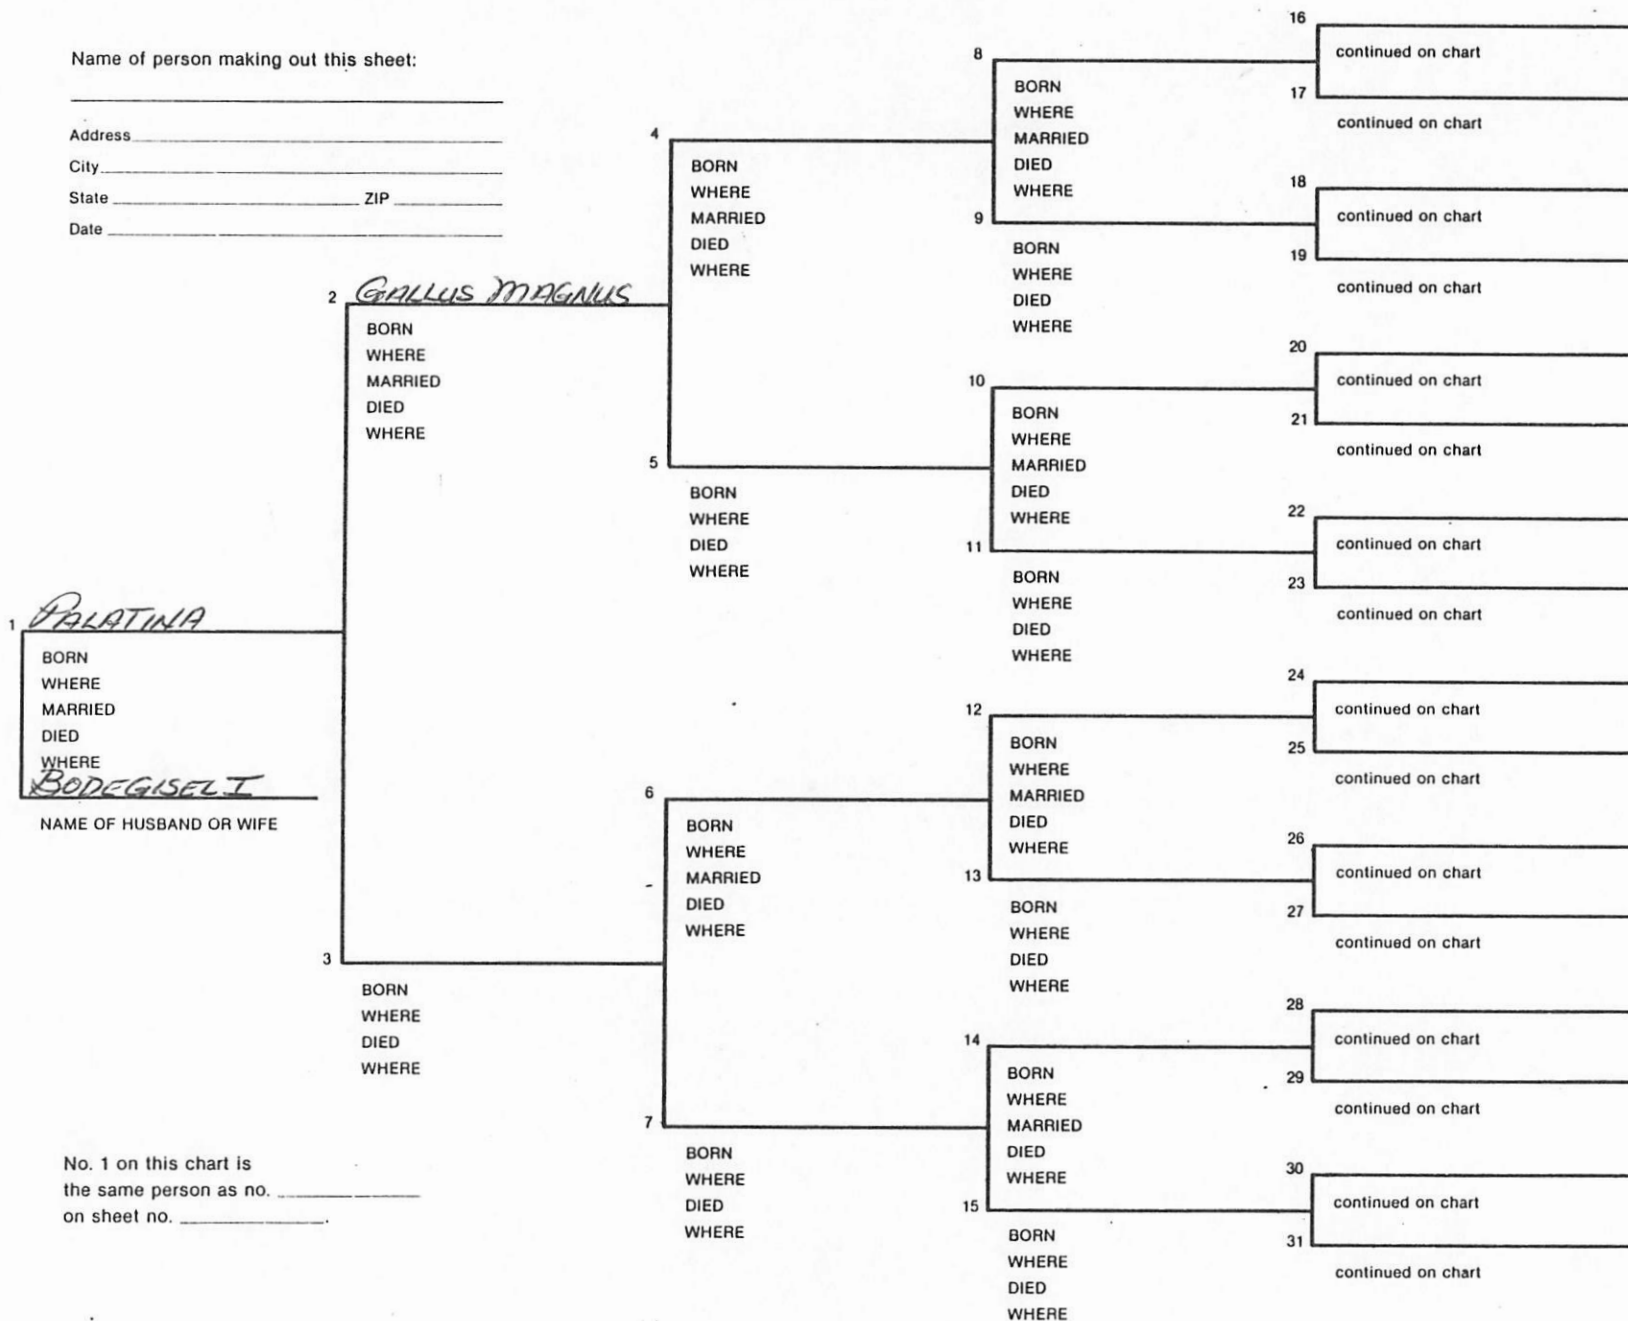 Name of person making out this sheet:
Address
City
State ZIP
Date
1 PALATINA
BORN
WHERE
MARRIED
DIED
WHERE
BODEGISEL I
NAME OF HUSBAND OR WIFE
2 GALLUS MAGNUS
BORN
WHERE
MARRIED
DIED
WHERE
3
BORN
WHERE
DIED
WHERE
4
BORN
WHERE
MARRIED
DIED
WHERE
5
BORN
WHERE
DIED
WHERE
6
BORN
WHERE
MARRIED
DIED
WHERE
7
BORN
WHERE
DIED
WHERE
8
BORN
WHERE
MARRIED
DIED
WHERE
9
BORN
WHERE
DIED
WHERE
10
BORN
WHERE
MARRIED
DIED
WHERE
11
BORN
WHERE
DIED
WHERE
12
BORN
WHERE
MARRIED
DIED
WHERE
13
BORN
WHERE
DIED
WHERE
14
BORN
WHERE
MARRIED
DIED
WHERE
15
BORN
WHERE
DIED
WHERE
16
continued on chart
17
continued on chart
18
continued on chart
19
continued on chart
20
continued on chart
21
continued on chart
22
continued on chart
23
continued on chart
24
continued on chart
25
continued on chart
26
continued on chart
27
continued on chart
28
continued on chart
29
continued on chart
30
continued on chart
31
continued on chart
No. 1 on this chart is
the same person as no.
on sheet no. .